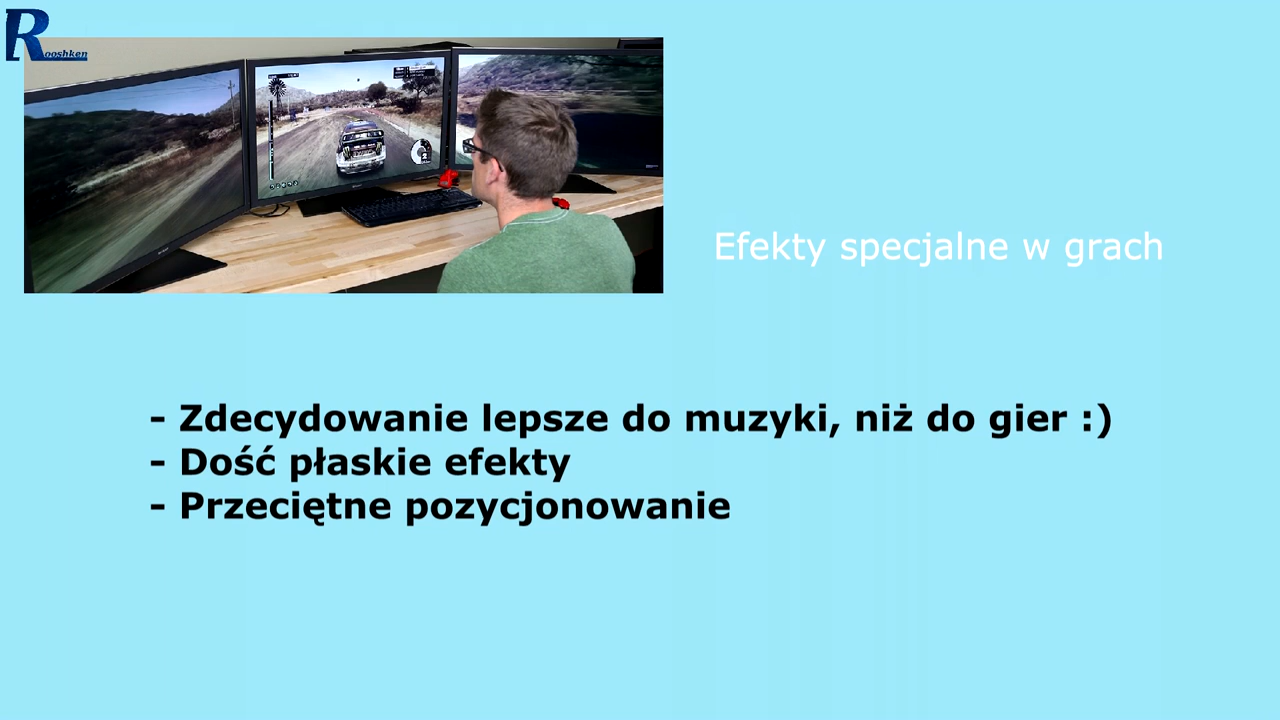 Rooshken
Efekty specjalne w grach
- Zdecydowanie lepsze do muzyki, niż do gier :)
- Dość płaskie efekty
- Przeciętne pozycjonowanie